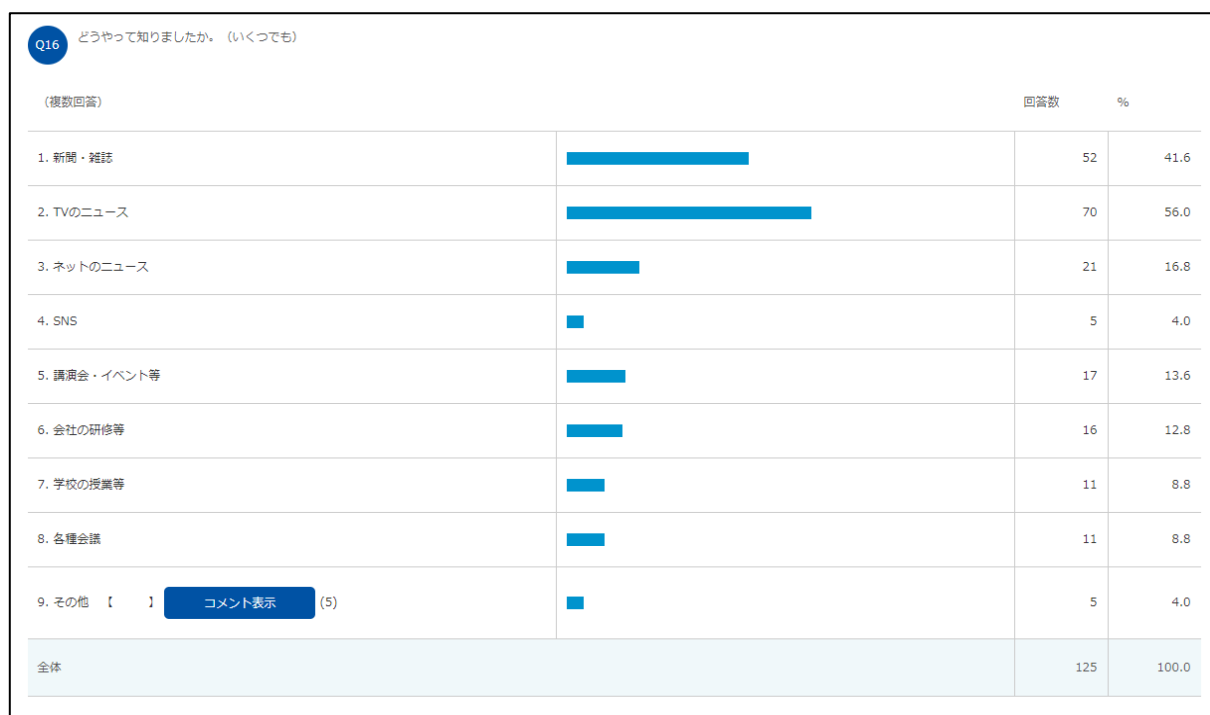 Q16 どうやって知りましたか。（いくつでも）
（複数回答） 回答数 %
1. 新聞・雑誌 52 41.6
2. TVのニュース 70 56.0
3. ネットのニュース 21 16.8
4. SNS 5 4.0
5. 講演会・イベント等 17 13.6
6. 会社の研修等 16 12.8
7. 学校の授業等 11 8.8
8. 各種会議 11 8.8
9. その他 【　　】 コメント表示 (5) 5 4.0
全体 125 100.0